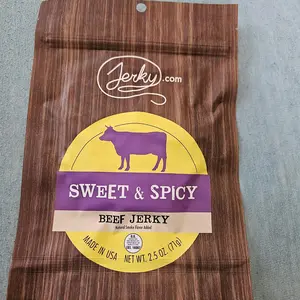 Jerky.com
SWEET & SPICY
BEEF JERKY
Natural Smoke Flavor Added
MADE IN USA NET WT. 2.5 OZ. (71g)